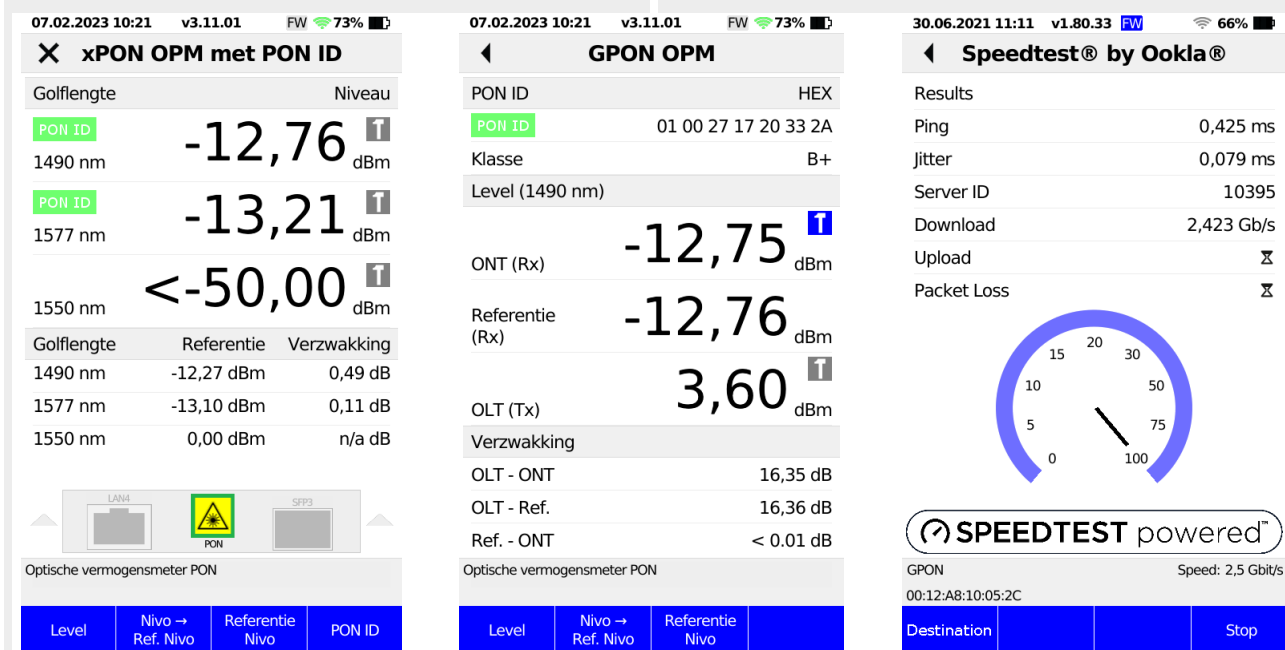 07.02.2023 10:21 v3.11.01 FW 73%
xPON OPM met PON ID
Golflengte Niveau
PON ID
-12,76 dBm
1490 nm
PON ID
-13,21 dBm
1577 nm
<-50,00 dBm
1550 nm
Golflengte Referentie Verzwakking
1490 nm -12,27 dBm 0,49 dB
1577 nm -13,10 dBm 0,11 dB
1550 nm 0,00 dBm n/a dB
LAN4
SFP3
PON
Optische vermogensmeter PON
Level
Nivo →
Ref. Nivo
Referentie
Nivo
PON ID
07.02.2023 10:21 v3.11.01 FW 73%
GPON OPM
PON ID HEX
PON ID 01 00 27 17 20 33 2A
Klasse B+
Level (1490 nm)
ONT (Rx) -12,75 dBm
Referentie
(Rx)
-12,76 dBm
OLT (Tx) 3,60 dBm
Verzwakking
OLT - ONT 16,35 dB
OLT - Ref. 16,36 dB
Ref. - ONT < 0.01 dB
Optische vermogensmeter PON
Level
Nivo →
Ref. Nivo
Referentie
Nivo
30.06.2021 11:11 v1.80.33 FW 66%
Speedtest® by Ookla®
Results
Ping 0,425 ms
Jitter 0,079 ms
Server ID 10395
Download 2,423 Gb/s
Upload
Packet Loss
20
15 30
10 50
5 75
0 100
SPEEDTEST powered™
GPON Speed: 2,5 Gbit/s
00:12:A8:10:05:2C
Destination Stop